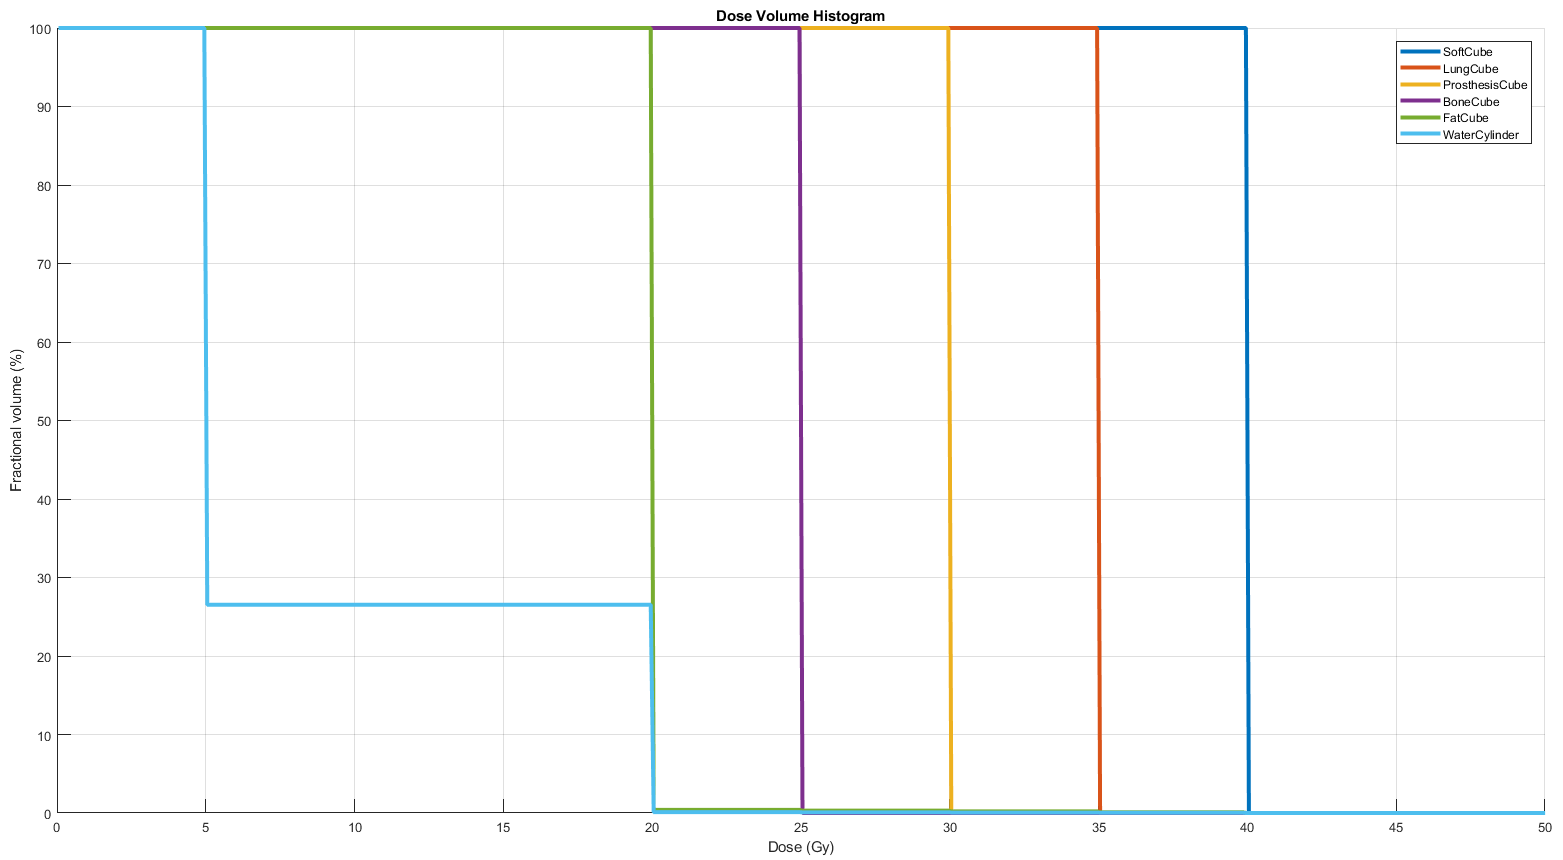 Dose Volume Histogram
100
90
80
70
60
50
40
30
20
10
0
Fractional volume (%)
SoftCube
LungCube
ProsthesisCube
BoneCube
FatCube
WaterCylinder
0 5 10 15 20 25 30 35 40 45 50
Dose (Gy)